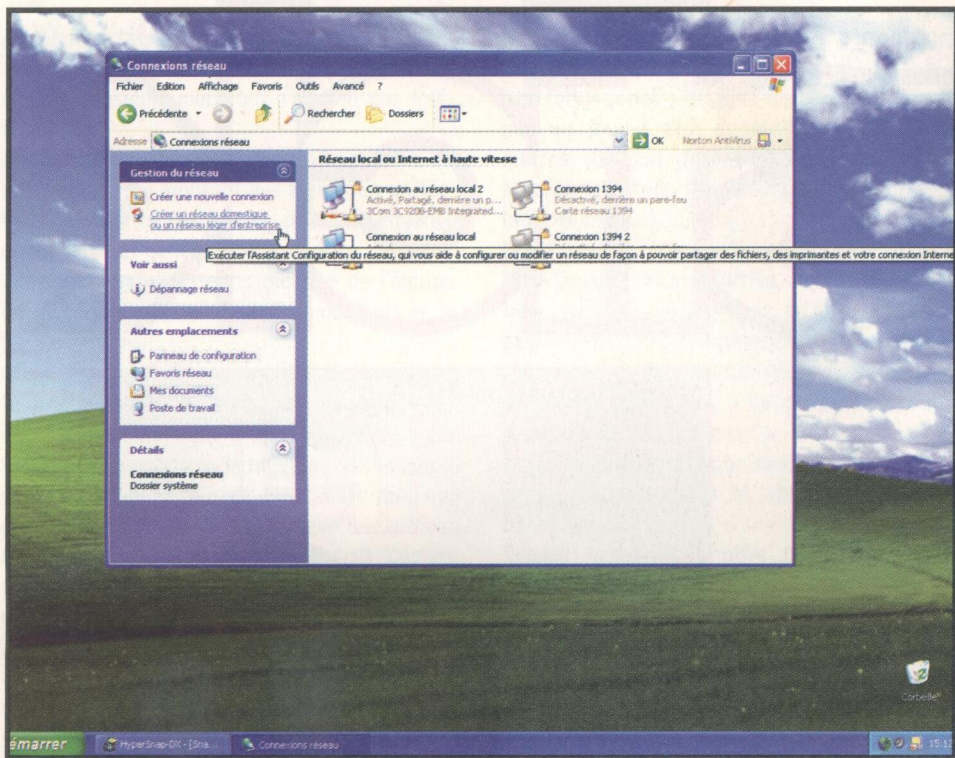 Connexions réseau
Fichier Edition Affichage Favoris Outils Avancé ?
Précédente Rechercher Dossiers
Adresse Connexions réseau OK Norton AntiVirus
Gestion du réseau
Créer une nouvelle connexion
Créer un réseau domestique
ou un réseau léger d'entreprise
Voir aussi
Dépannage réseau
Autres emplacements
Panneau de configuration
Favoris réseau
Mes documents
Poste de travail
Détails
Connexions réseau
Dossier système
Réseau local ou Internet à haute vitesse
Connexion au réseau local 2
Activé, Partagé, derrière un p...
3Com 3C920B-EMB Integrated...
Connexion 1394
Désactivé, derrière un pare-feu
Carte réseau 1394
Connexion au réseau local
Connexion 1394 2
Exécuter l'Assistant Configuration du réseau, qui vous aide à configurer ou modifier un réseau de façon à pouvoir partager des fichiers, des imprimantes et votre connexion Interne
Corbeille
émarrer HyperSnap-DX - [Sna... Connexions réseau 15:12